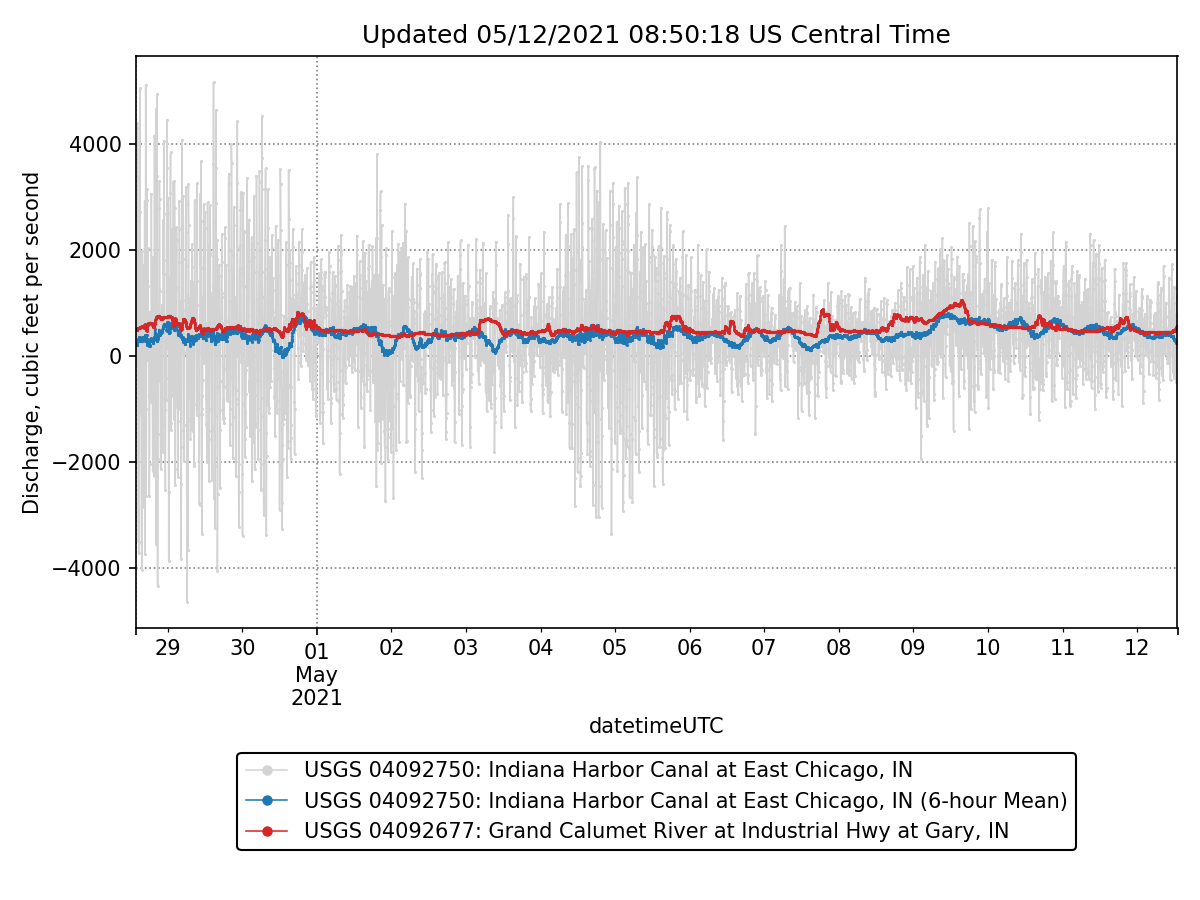 Updated 05/12/2021 08:50:18 US Central Time
Discharge, cubic feet per second
4000
2000
0
−2000
−4000
29 30 01 02 03 04 05 06 07 08 09 10 11 12
May
2021
datetimeUTC
USGS 04092750: Indiana Harbor Canal at East Chicago, IN
USGS 04092750: Indiana Harbor Canal at East Chicago, IN (6-hour Mean)
USGS 04092677: Grand Calumet River at Industrial Hwy at Gary, IN